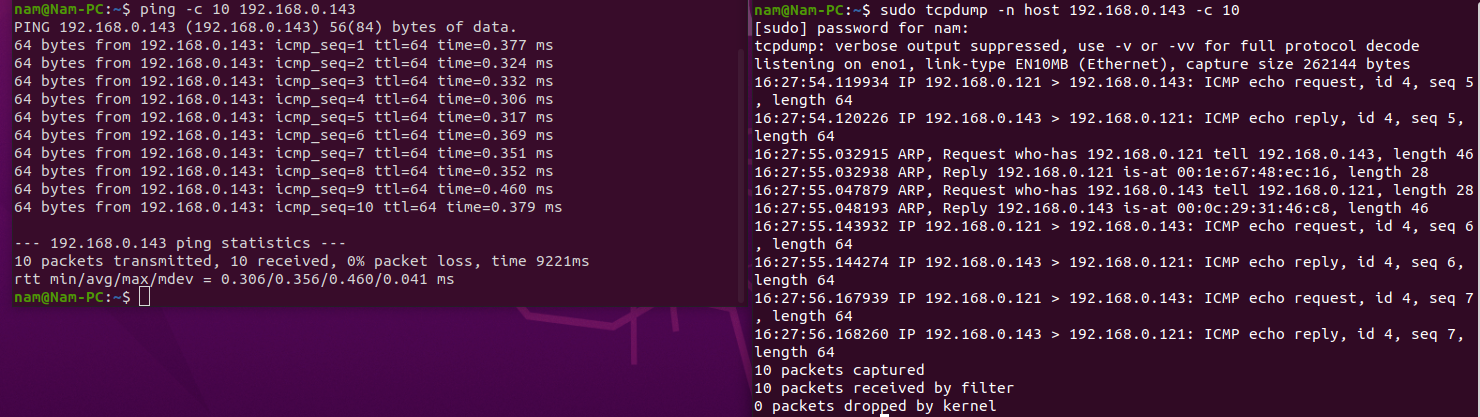 nam@Nam-PC:~$ ping -c 10 192.168.0.143
PING 192.168.0.143 (192.168.0.143) 56(84) bytes of data.
64 bytes from 192.168.0.143: icmp_seq=1 ttl=64 time=0.377 ms
64 bytes from 192.168.0.143: icmp_seq=2 ttl=64 time=0.324 ms
64 bytes from 192.168.0.143: icmp_seq=3 ttl=64 time=0.332 ms
64 bytes from 192.168.0.143: icmp_seq=4 ttl=64 time=0.306 ms
64 bytes from 192.168.0.143: icmp_seq=5 ttl=64 time=0.317 ms
64 bytes from 192.168.0.143: icmp_seq=6 ttl=64 time=0.369 ms
64 bytes from 192.168.0.143: icmp_seq=7 ttl=64 time=0.351 ms
64 bytes from 192.168.0.143: icmp_seq=8 ttl=64 time=0.352 ms
64 bytes from 192.168.0.143: icmp_seq=9 ttl=64 time=0.460 ms
64 bytes from 192.168.0.143: icmp_seq=10 ttl=64 time=0.379 ms

--- 192.168.0.143 ping statistics ---
10 packets transmitted, 10 received, 0% packet loss, time 9221ms
rtt min/avg/max/mdev = 0.306/0.356/0.460/0.041 ms
nam@Nam-PC:~$
nam@Nam-PC:~$ sudo tcpdump -n host 192.168.0.143 -c 10
[sudo] password for nam:
tcpdump: verbose output suppressed, use -v or -vv for full protocol decode
listening on eno1, link-type EN10MB (Ethernet), capture size 262144 bytes
16:27:54.119934 IP 192.168.0.121 > 192.168.0.143: ICMP echo request, id 4, seq 5
, length 64
16:27:54.120226 IP 192.168.0.143 > 192.168.0.121: ICMP echo reply, id 4, seq 5,
length 64
16:27:55.032915 ARP, Request who-has 192.168.0.121 tell 192.168.0.143, length 46
16:27:55.032938 ARP, Reply 192.168.0.121 is-at 00:1e:67:48:ec:16, length 28
16:27:55.047879 ARP, Request who-has 192.168.0.143 tell 192.168.0.121, length 28
16:27:55.048193 ARP, Reply 192.168.0.143 is-at 00:0c:29:31:46:c8, length 46
16:27:55.143932 IP 192.168.0.121 > 192.168.0.143: ICMP echo request, id 4, seq 6
, length 64
16:27:55.144274 IP 192.168.0.143 > 192.168.0.121: ICMP echo reply, id 4, seq 6,
length 64
16:27:56.167939 IP 192.168.0.121 > 192.168.0.143: ICMP echo request, id 4, seq 7
, length 64
16:27:56.168260 IP 192.168.0.143 > 192.168.0.121: ICMP echo reply, id 4, seq 7,
length 64
10 packets captured
10 packets received by filter
0 packets dropped by kernel